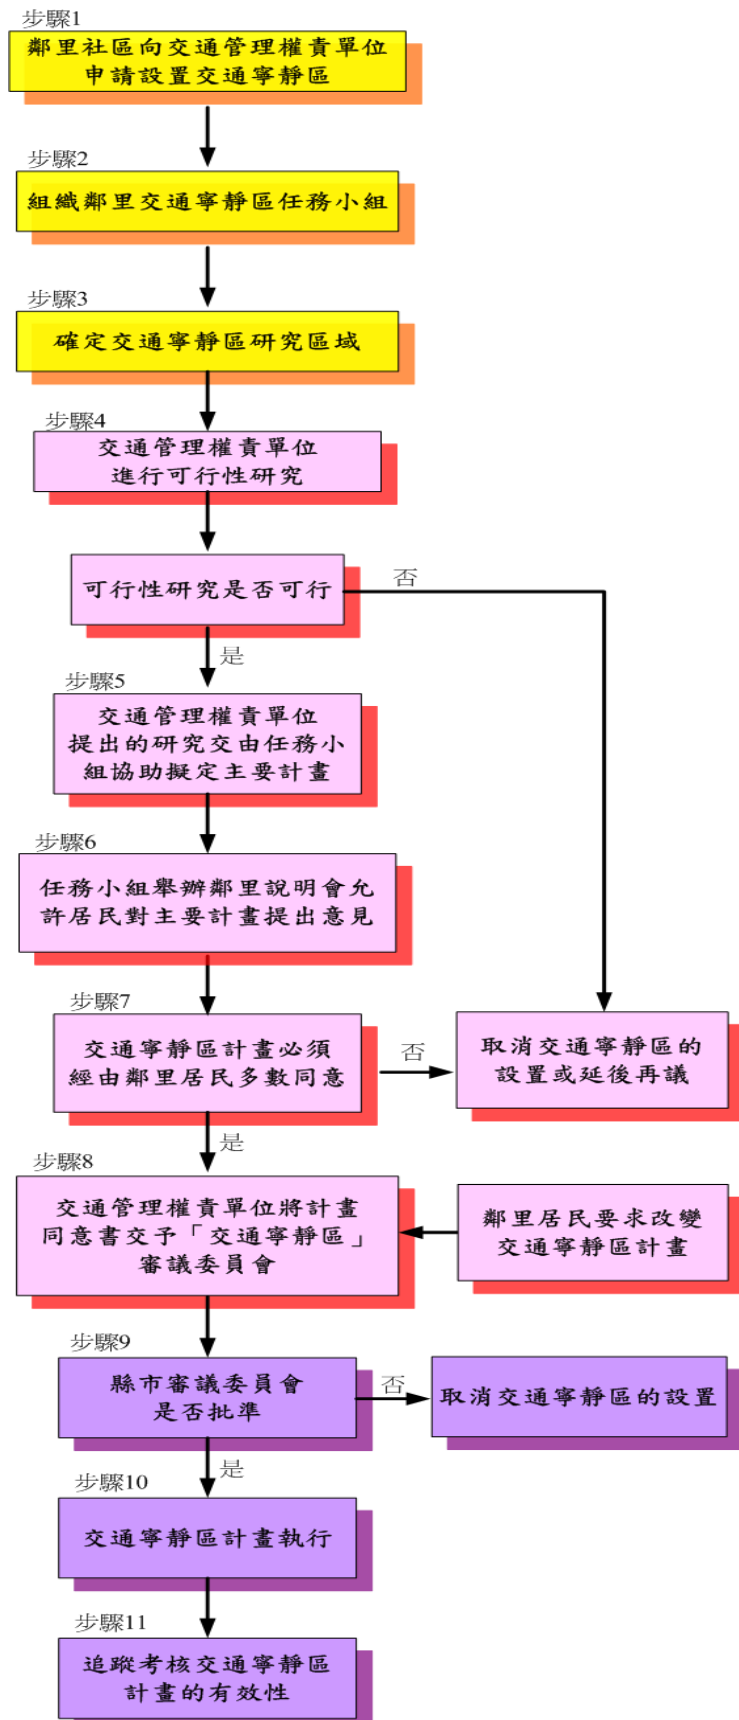 步驟1
鄰里社區向交通管理權責單位
申請設置交通寧靜區
步驟2
組織鄰里交通寧靜區任務小組
步驟3
確定交通寧靜區研究區域
步驟4
交通管理權責單位
進行可行性研究
可行性研究是否可行
否
是
步驟5
交通管理權責單位
提出的研究交由任務小
組協助擬定主要計畫
步驟6
任務小組舉辦鄰里說明會允
許居民對主要計畫提出意見
步驟7
交通寧靜區計畫必須
經由鄰里居民多數同意
否
取消交通寧靜區的
設置或延後再議
是
步驟8
交通管理權責單位將計畫
同意書交予「交通寧靜區」
審議委員會
鄰里居民要求改變
交通寧靜區計畫
步驟9
縣市審議委員會
是否批準
否
取消交通寧靜區的設置
是
步驟10
交通寧靜區計畫執行
步驟11
追蹤考核交通寧靜區
計畫的有效性